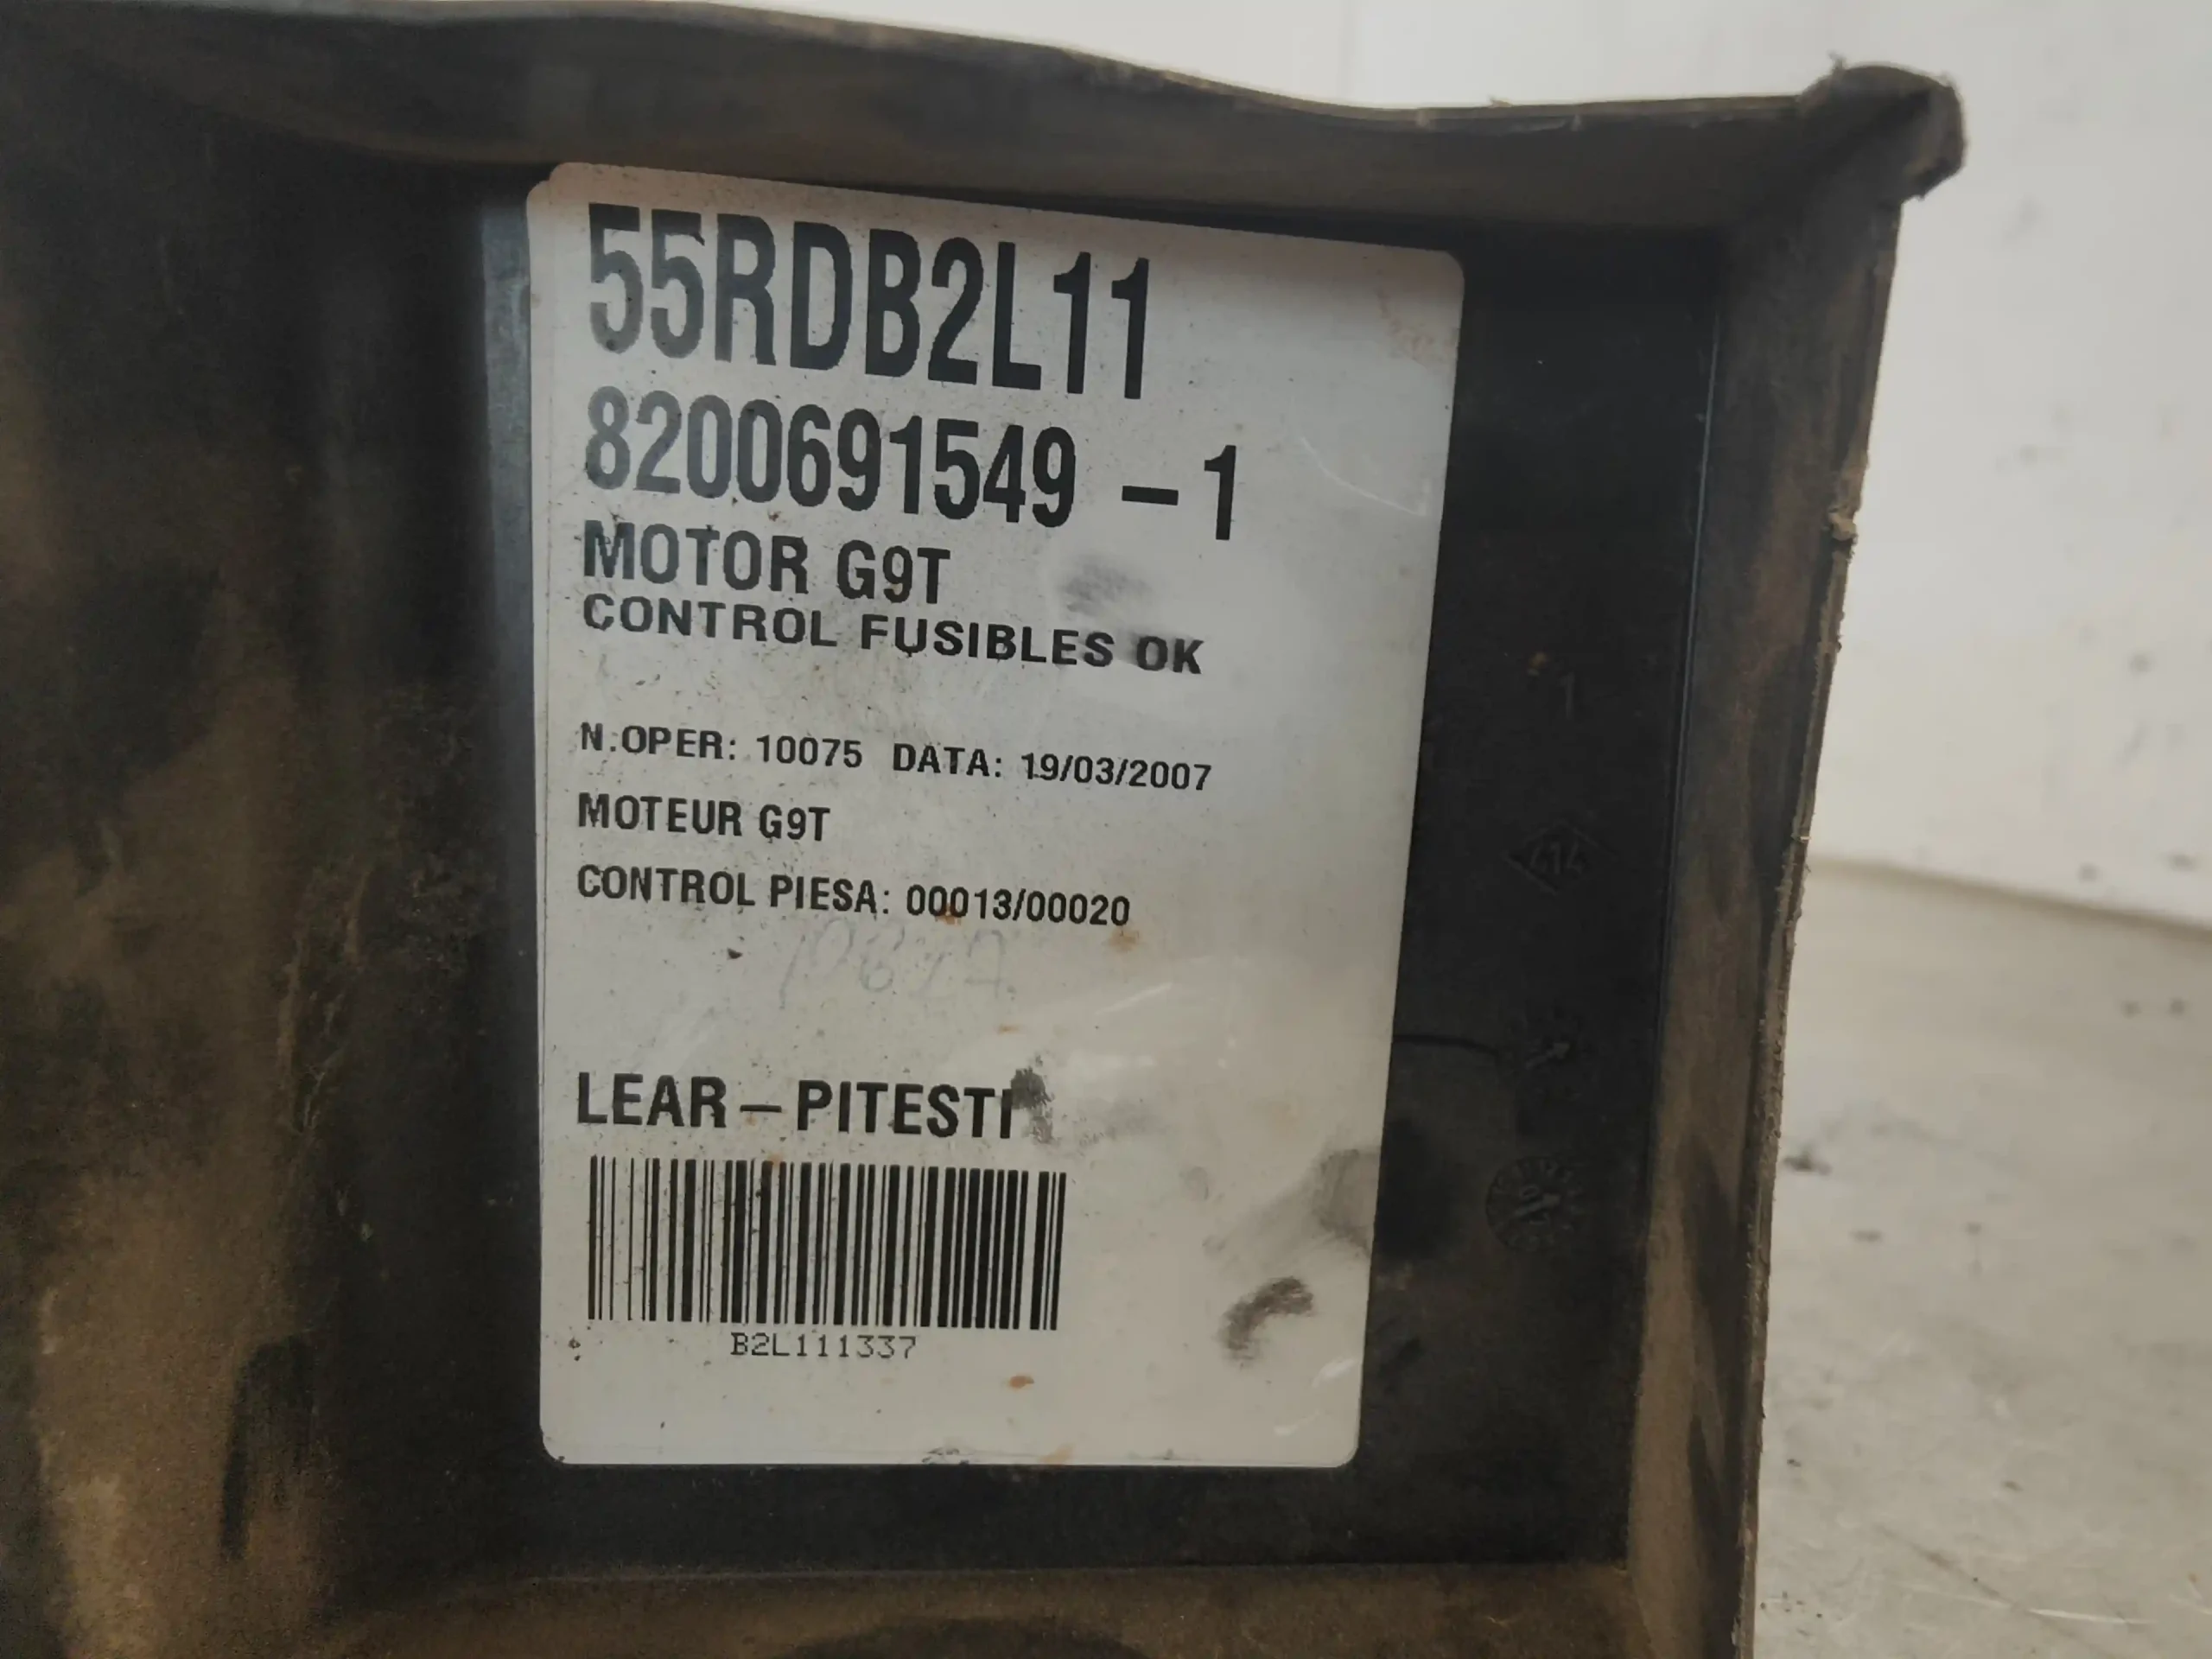 55RDB2L11
8200691549 - 1
MOTOR G9T
CONTROL FUSIBLES OK
N.OPER: 10075 DATA: 19/03/2007
MOTEUR G9T
CONTROL PIESA: 00013/00020
LEAR - PITESTI
B2L111337